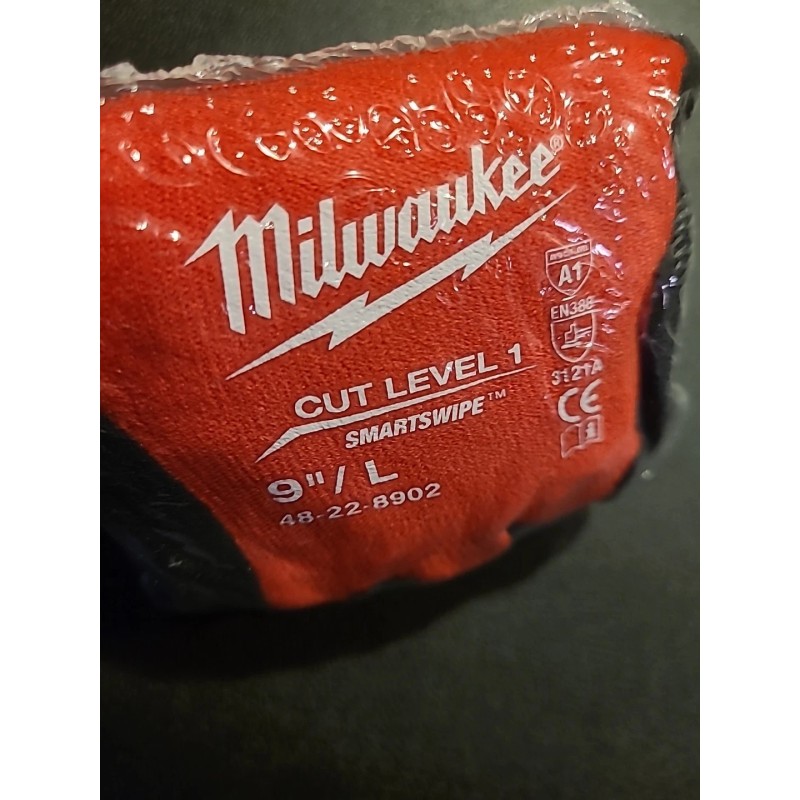 Milwaukee®
CUT LEVEL 1
SMARTSWIPE™
9"/ L
48-22-8902
A1
EN388
3121A
CE